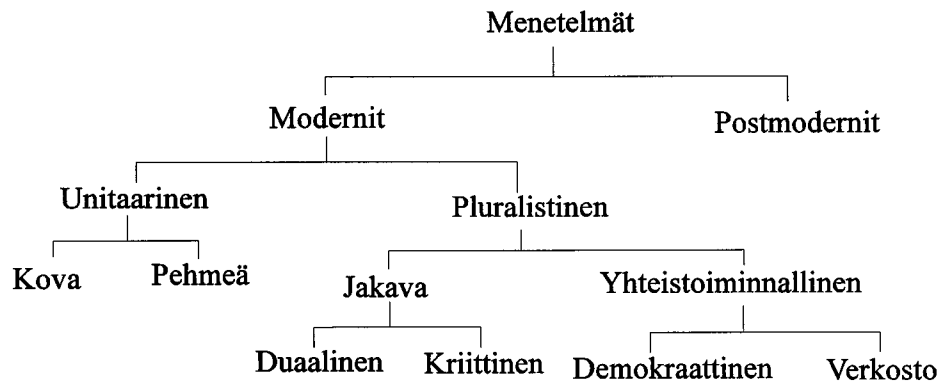 Menetelmät
Modernit Postmodernit
Unitaarinen Pluralistinen
Kova Pehmeä Jakava Yhteistoiminnallinen
Duaalinen Kriittinen Demokraattinen Verkosto